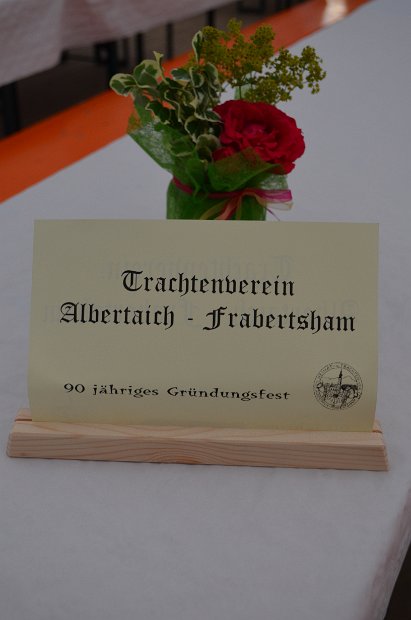 Trachtenverein
Albertaich - Frabertsham
90 jähriges Gründungsfest